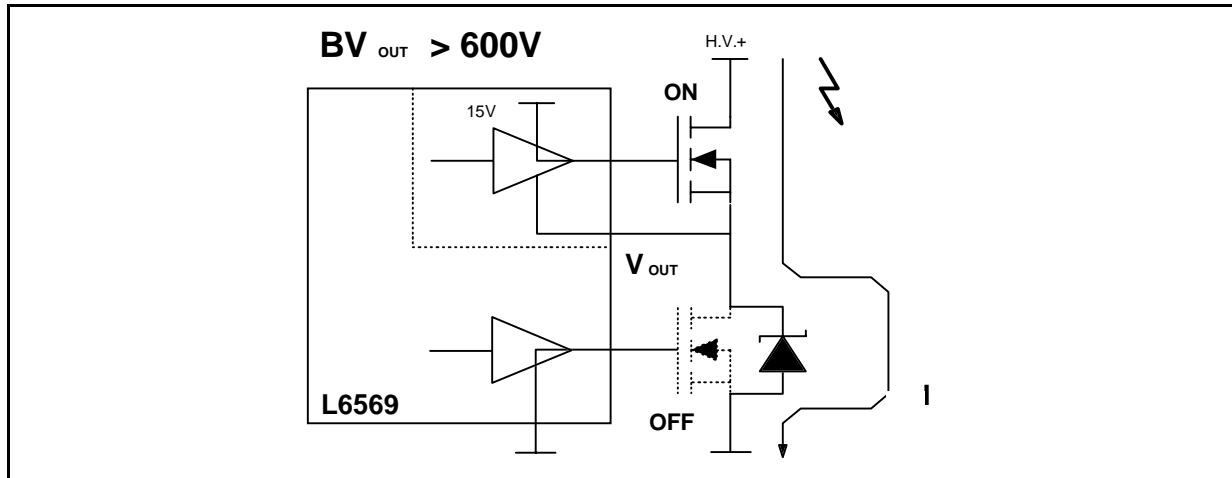 BV OUT > 600V
H.V.+
ON
15V
V OUT
L6569
OFF
I